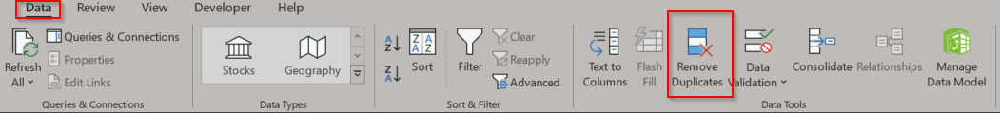 Data Review View Developer Help
Queries & Connections
Properties
Edit Links
Refresh
All
Queries & Connections
Stocks Geography
Data Types
A
Z
Z
A
Z A
A Z
Sort
Filter
Clear
Reapply
Advanced
Sort & Filter
Text to
Columns
Flash
Fill
Remove
Duplicates
Data
Validation
Consolidate
Relationships
Manage
Data Model
Data Tools